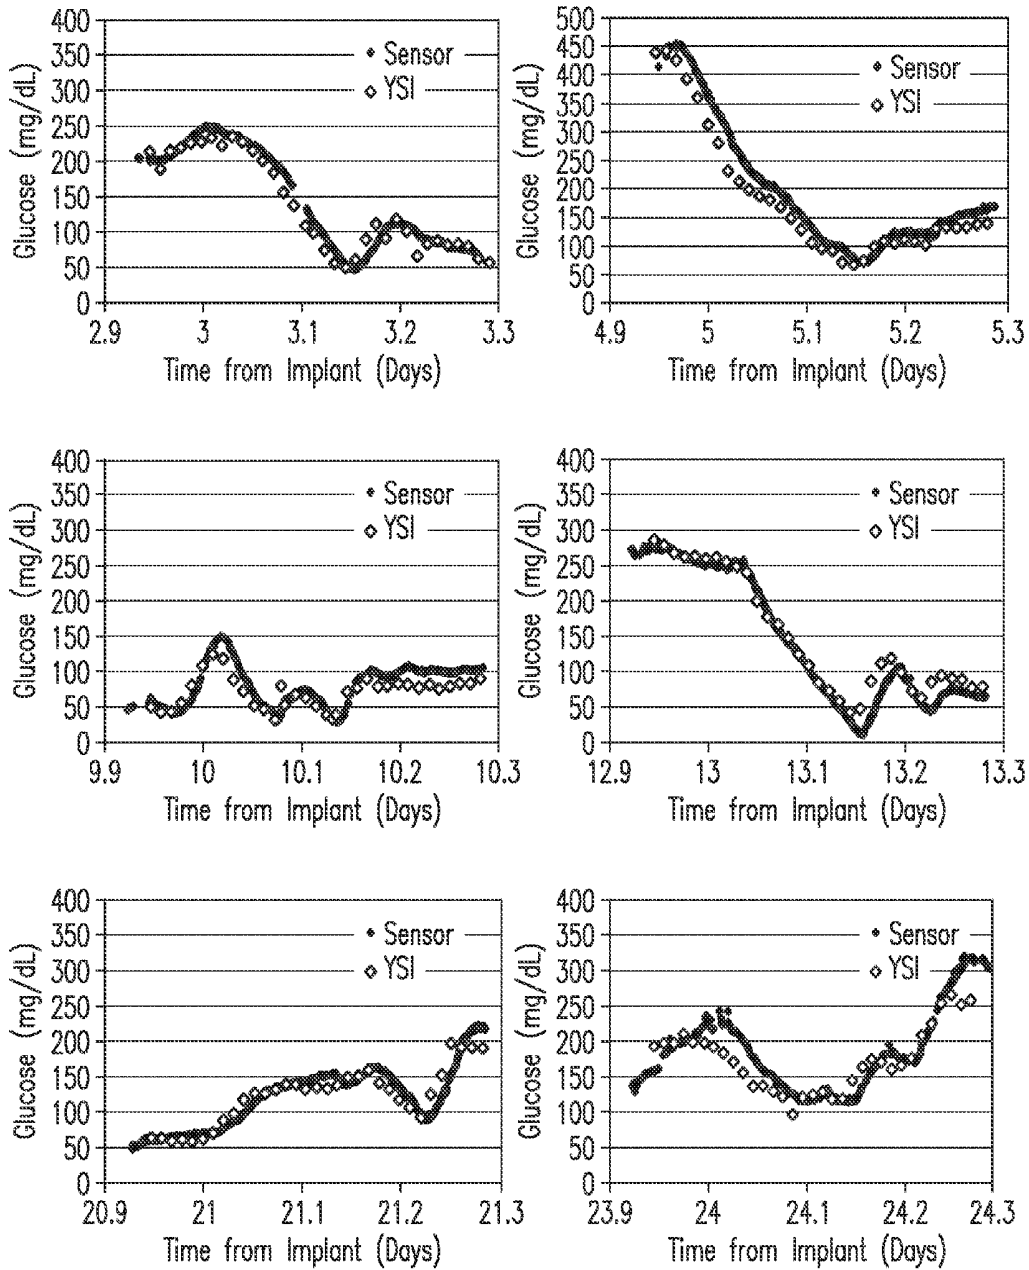 400
350
300
250
200
150
100
50
0
Glucose (mg/dL)
Sensor
YSI
2.9 3 3.1 3.2 3.3
Time from Implant (Days)
500
450
400
350
300
250
200
150
100
50
0
Glucose (mg/dL)
Sensor
YSI
4.9 5 5.1 5.2 5.3
Time from Implant (Days)
400
350
300
250
200
150
100
50
0
Glucose (mg/dL)
Sensor
YSI
9.9 10 10.1 10.2 10.3
Time from Implant (Days)
400
350
300
250
200
150
100
50
0
Glucose (mg/dL)
Sensor
YSI
12.9 13 13.1 13.2 13.3
Time from Implant (Days)
400
350
300
250
200
150
100
50
0
Glucose (mg/dL)
Sensor
YSI
20.9 21 21.1 21.2 21.3
Time from Implant (Days)
400
350
300
250
200
150
100
50
0
Glucose (mg/dL)
Sensor
YSI
23.9 24 24.1 24.2 24.3
Time from Implant (Days)